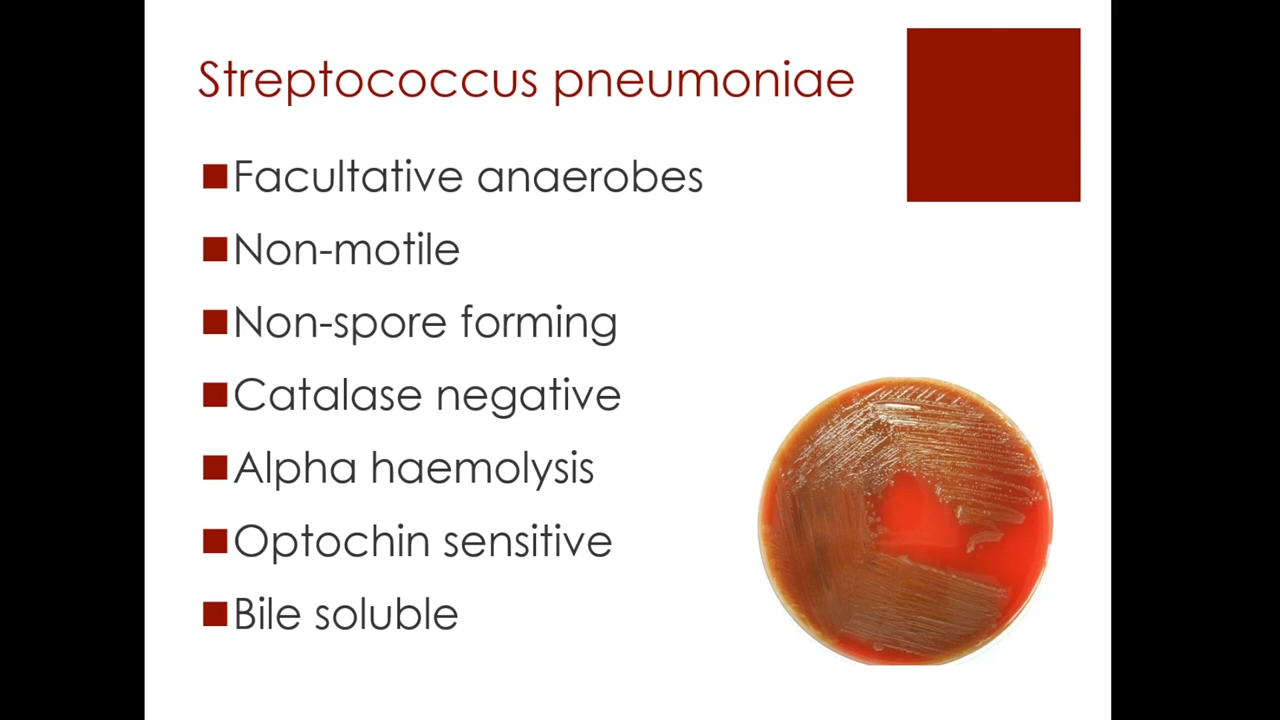 Streptococcus pneumoniae
Facultative anaerobes
Non-motile
Non-spore forming
Catalase negative
Alpha haemolysis
Optochin sensitive
Bile soluble